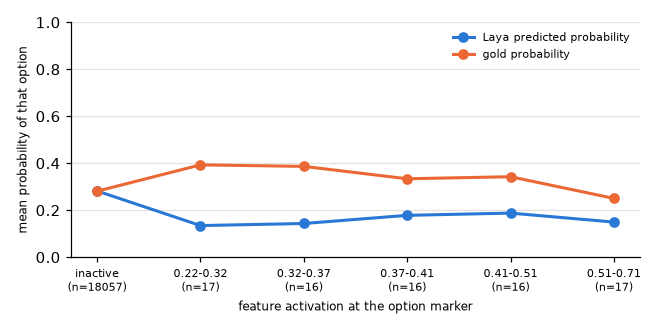 mean probability of that option
1.0
0.8
0.6
0.4
0.2
0.0
Laya predicted probability
gold probability
inactive
(n=18057)
0.22-0.32
(n=17)
0.32-0.37
(n=16)
0.37-0.41
(n=16)
0.41-0.51
(n=16)
0.51-0.71
(n=17)
feature activation at the option marker